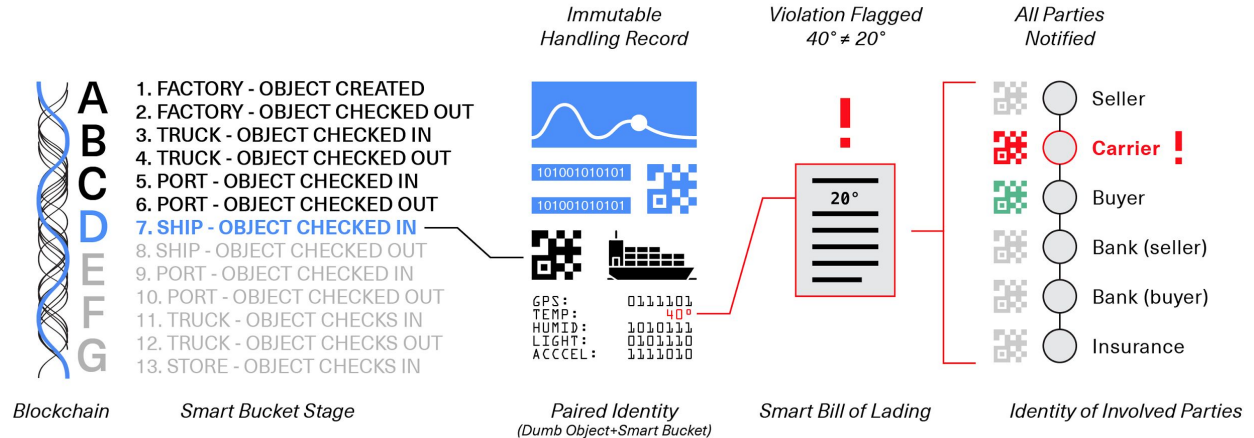 Immutable
Handling Record
Violation Flagged
40° ≠ 20°
All Parties
Notified
A
B
C
D
E
F
G
1. FACTORY - OBJECT CREATED
2. FACTORY - OBJECT CHECKED OUT
3. TRUCK - OBJECT CHECKED IN
4. TRUCK - OBJECT CHECKED OUT
5. PORT - OBJECT CHECKED IN
6. PORT - OBJECT CHECKED OUT
7. SHIP - OBJECT CHECKED IN
8. SHIP - OBJECT CHECKED OUT
9. PORT - OBJECT CHECKED IN
10. PORT - OBJECT CHECKED OUT
11. TRUCK - OBJECT CHECKS IN
12. TRUCK - OBJECT CHECKS OUT
13. STORE - OBJECT CHECKS IN
101001010101
101001010101
GPS: 0111101
TEMP: 40°
HUMID: 1010111
LIGHT: 0101110
ACCCEL: 1111010
!
20°
Seller
Carrier !
Buyer
Bank (seller)
Bank (buyer)
Insurance
Blockchain
Smart Bucket Stage
Paired Identity
(Dumb Object+Smart Bucket)
Smart Bill of Lading
Identity of Involved Parties